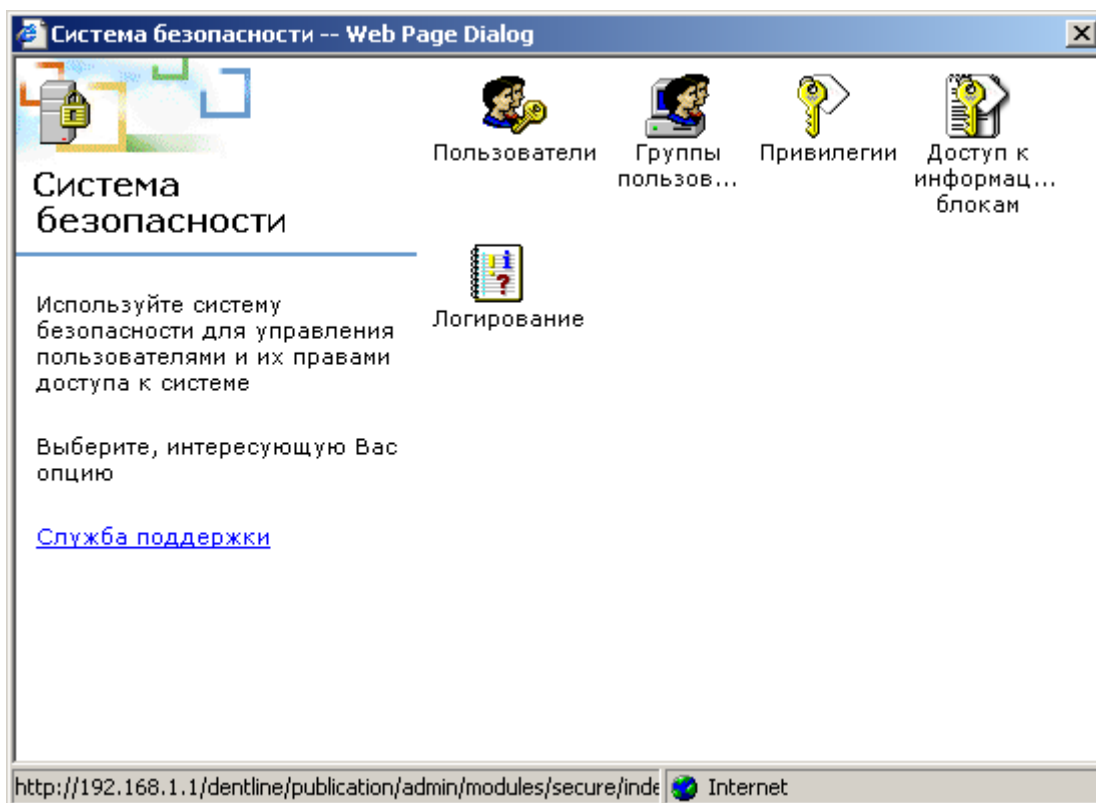 Система безопасности -- Web Page Dialog
Система
безопасности
Используйте систему
безопасности для управления
пользователями и их правами
доступа к системе
Выберите, интересующую Вас
опцию
Служба поддержки
Пользователи
Группы
пользов...
Привилегии
Доступ к
информац...
блокам
Логирование
http://192.168.1.1/dentline/publication/admin/modules/secure/inde
Internet